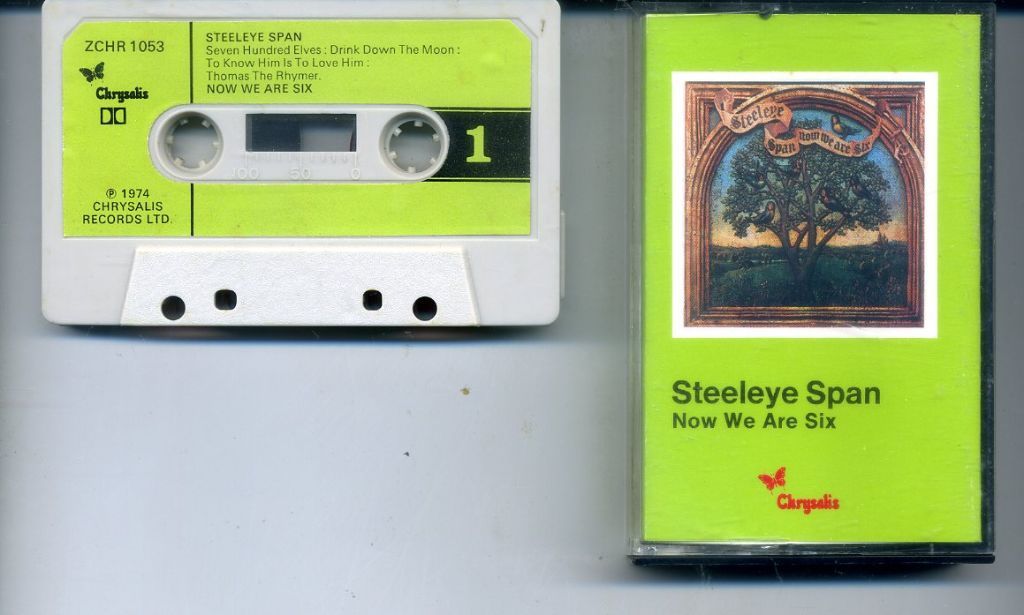 ZCHR 1053
Chrysalis
℗ 1974
CHRYSALIS
RECORDS LTD.
STEELEYE SPAN
Seven Hundred Elves : Drink Down The Moon :
To Know Him Is To Love Him :
Thomas The Rhymer.
NOW WE ARE SIX
1
100 50 0
Steeleye
Span now we are six
Steeleye Span
Now We Are Six
Chrysalis